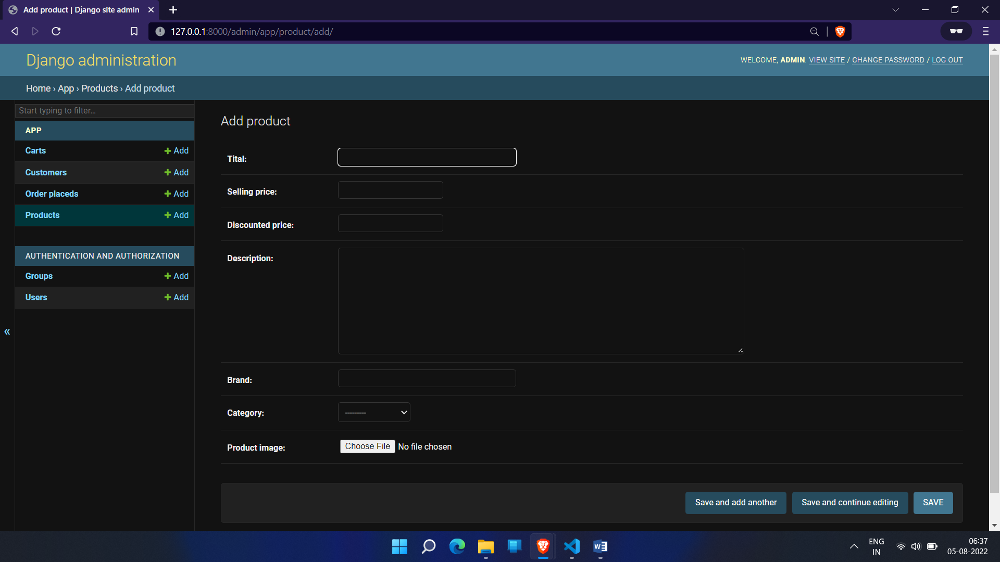 Add product | Django site admin
127.0.0.1:8000/admin/app/product/add/
Django administration
WELCOME, ADMIN. VIEW SITE / CHANGE PASSWORD / LOG OUT
Home › App › Products › Add product
Start typing to filter...
APP
Carts
Add
Customers
Add
Order placeds
Add
Products
Add
AUTHENTICATION AND AUTHORIZATION
Groups
Add
Users
Add
«
Add product
Tital:
Selling price:
Discounted price:
Description:
Brand:
Category:
---------
Product image:
Choose File No file chosen
Save and add another
Save and continue editing
SAVE
ENG
IN
06:37
05-08-2022